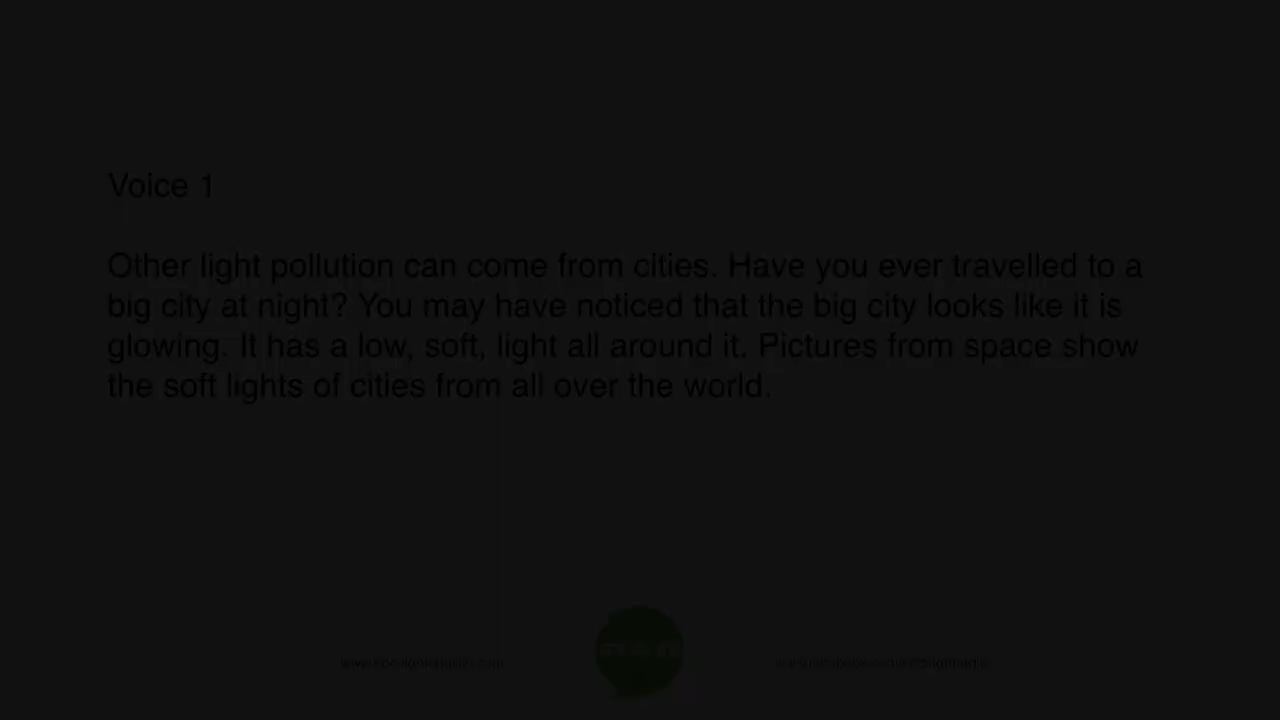 Voice 1
Other light pollution can come from cities. Have you ever travelled to a
big city at night? You may have noticed that the big city looks like it is
glowing. It has a low, soft, light all around it. Pictures from space show
the soft lights of cities from all over the world.